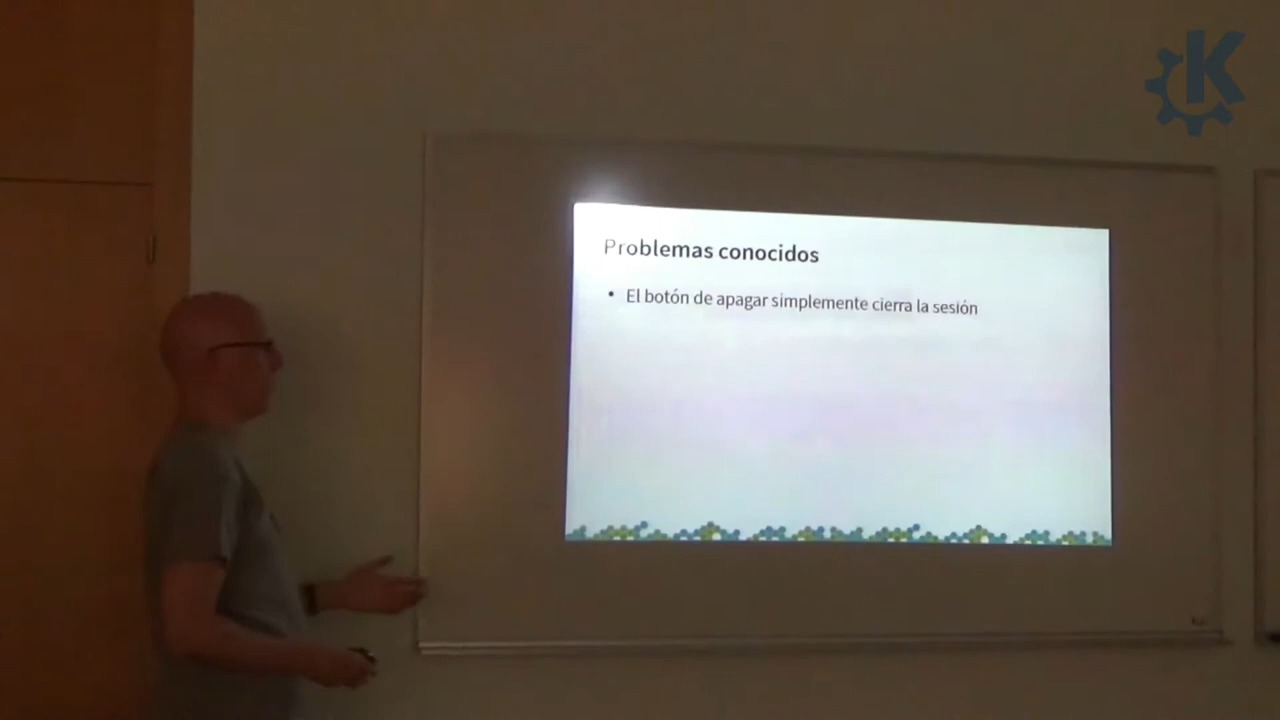 Problemas conocidos
• El botón de apagar simplemente cierra la sesión